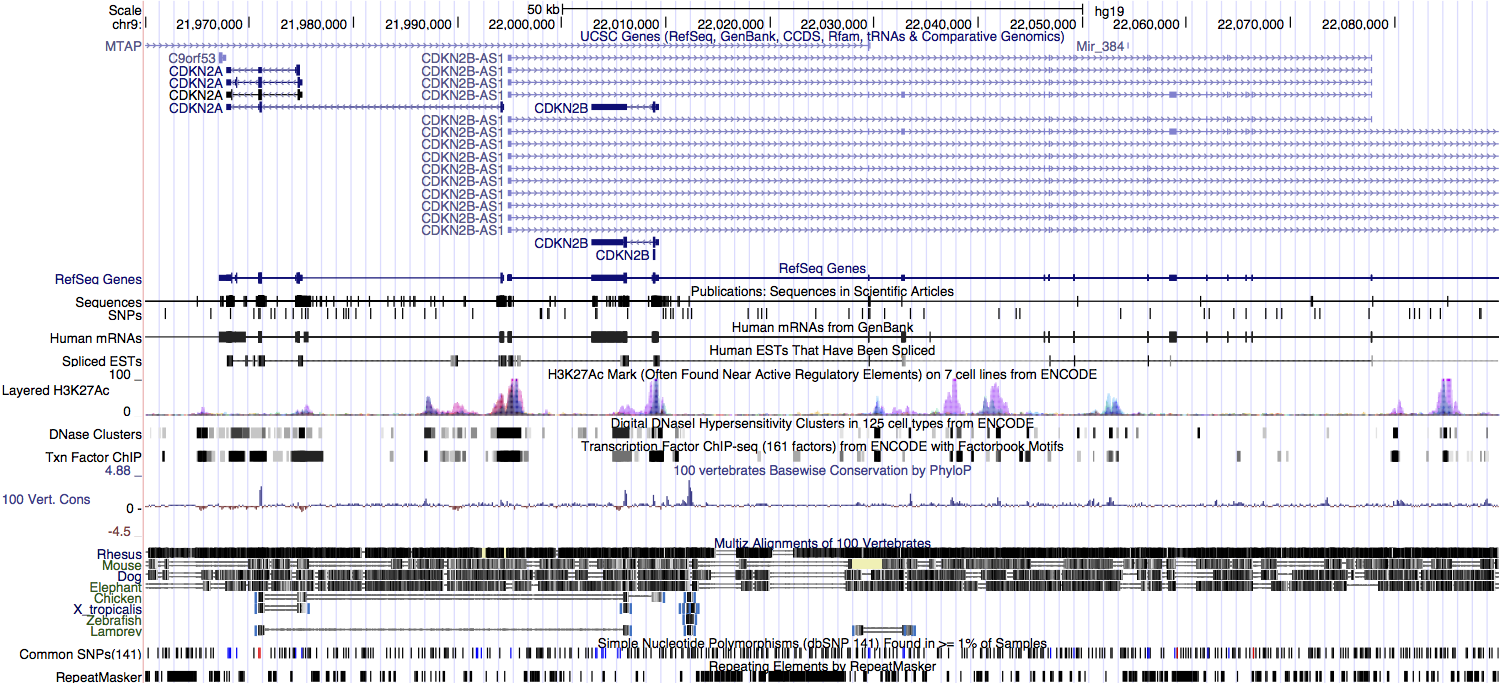 Scale 50 kb hg19
chr9: 21,970,000 21,980,000 21,990,000 22,000,000 22,010,000 22,020,000 22,030,000 22,040,000 22,050,000 22,060,000 22,070,000 22,080,000
UCSC Genes (RefSeq, GenBank, CCDS, Rfam, tRNAs & Comparative Genomics)
MTAP Mir_384
C9orf53 CDKN2B-AS1
CDKN2A CDKN2B-AS1
CDKN2A CDKN2B-AS1
CDKN2A CDKN2B-AS1
CDKN2A CDKN2B
CDKN2B-AS1
CDKN2B-AS1
CDKN2B-AS1
CDKN2B-AS1
CDKN2B-AS1
CDKN2B-AS1
CDKN2B-AS1
CDKN2B-AS1
CDKN2B-AS1
CDKN2B-AS1
CDKN2B
CDKN2B
RefSeq Genes
RefSeq Genes
Publications: Sequences in Scientific Articles
Sequences
SNPs
Human mRNAs from GenBank
Human mRNAs
Human ESTs That Have Been Spliced
Spliced ESTs
H3K27Ac Mark (Often Found Near Active Regulatory Elements) on 7 cell lines from ENCODE
100
Layered H3K27Ac
0
Digital DNaseI Hypersensitivity Clusters in 125 cell types from ENCODE
DNase Clusters
Transcription Factor ChIP-seq (161 factors) from ENCODE with Factorbook Motifs
Txn Factor ChIP
100 vertebrates Basewise Conservation by PhyloP
4.88
100 Vert. Cons
0
-4.5
Multiz Alignments of 100 Vertebrates
Rhesus
Mouse
Dog
Elephant
Chicken
X_tropicalis
Zebrafish
Lamprey
Simple Nucleotide Polymorphisms (dbSNP 141) Found in >= 1% of Samples
Common SNPs(141)
Repeating Elements by RepeatMasker
RepeatMasker